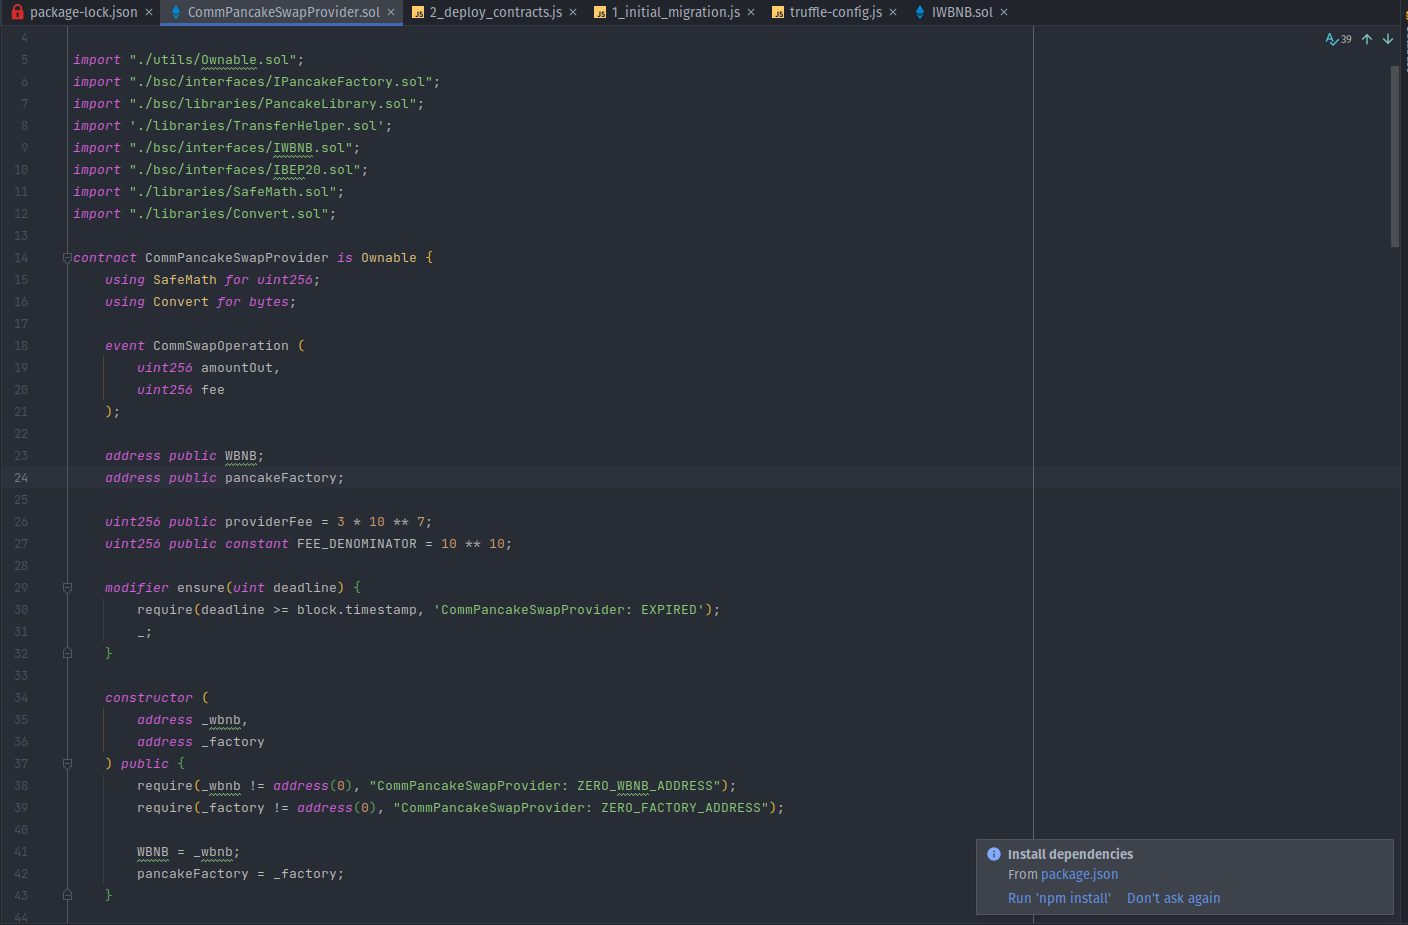 package-lock.json CommPancakeSwapProvider.sol 2_deploy_contracts.js 1_initial_migration.js truffle-config.js IWBNB.sol
39
4
5 import "./utils/Ownable.sol";
6 import "./bsc/interfaces/IPancakeFactory.sol";
7 import "./bsc/libraries/PancakeLibrary.sol";
8 import './libraries/TransferHelper.sol';
9 import "./bsc/interfaces/IWBNB.sol";
10 import "./bsc/interfaces/IBEP20.sol";
11 import "./libraries/SafeMath.sol";
12 import "./libraries/Convert.sol";
13
14 contract CommPancakeSwapProvider is Ownable {
15 using SafeMath for uint256;
16 using Convert for bytes;
17
18 event CommSwapOperation (
19 uint256 amountOut,
20 uint256 fee
21 );
22
23 address public WBNB;
24 address public pancakeFactory;
25
26 uint256 public providerFee = 3 * 10 ** 7;
27 uint256 public constant FEE_DENOMINATOR = 10 ** 10;
28
29 modifier ensure(uint deadline) {
30 require(deadline >= block.timestamp, 'CommPancakeSwapProvider: EXPIRED');
31 _;
32 }
33
34 constructor (
35 address _wbnb,
36 address _factory
37 ) public {
38 require(_wbnb != address(0), "CommPancakeSwapProvider: ZERO_WBNB_ADDRESS");
39 require(_factory != address(0), "CommPancakeSwapProvider: ZERO_FACTORY_ADDRESS");
40
41 WBNB = _wbnb;
42 pancakeFactory = _factory;
43 }
44
Install dependencies
From package.json
Run 'npm install' Don't ask again